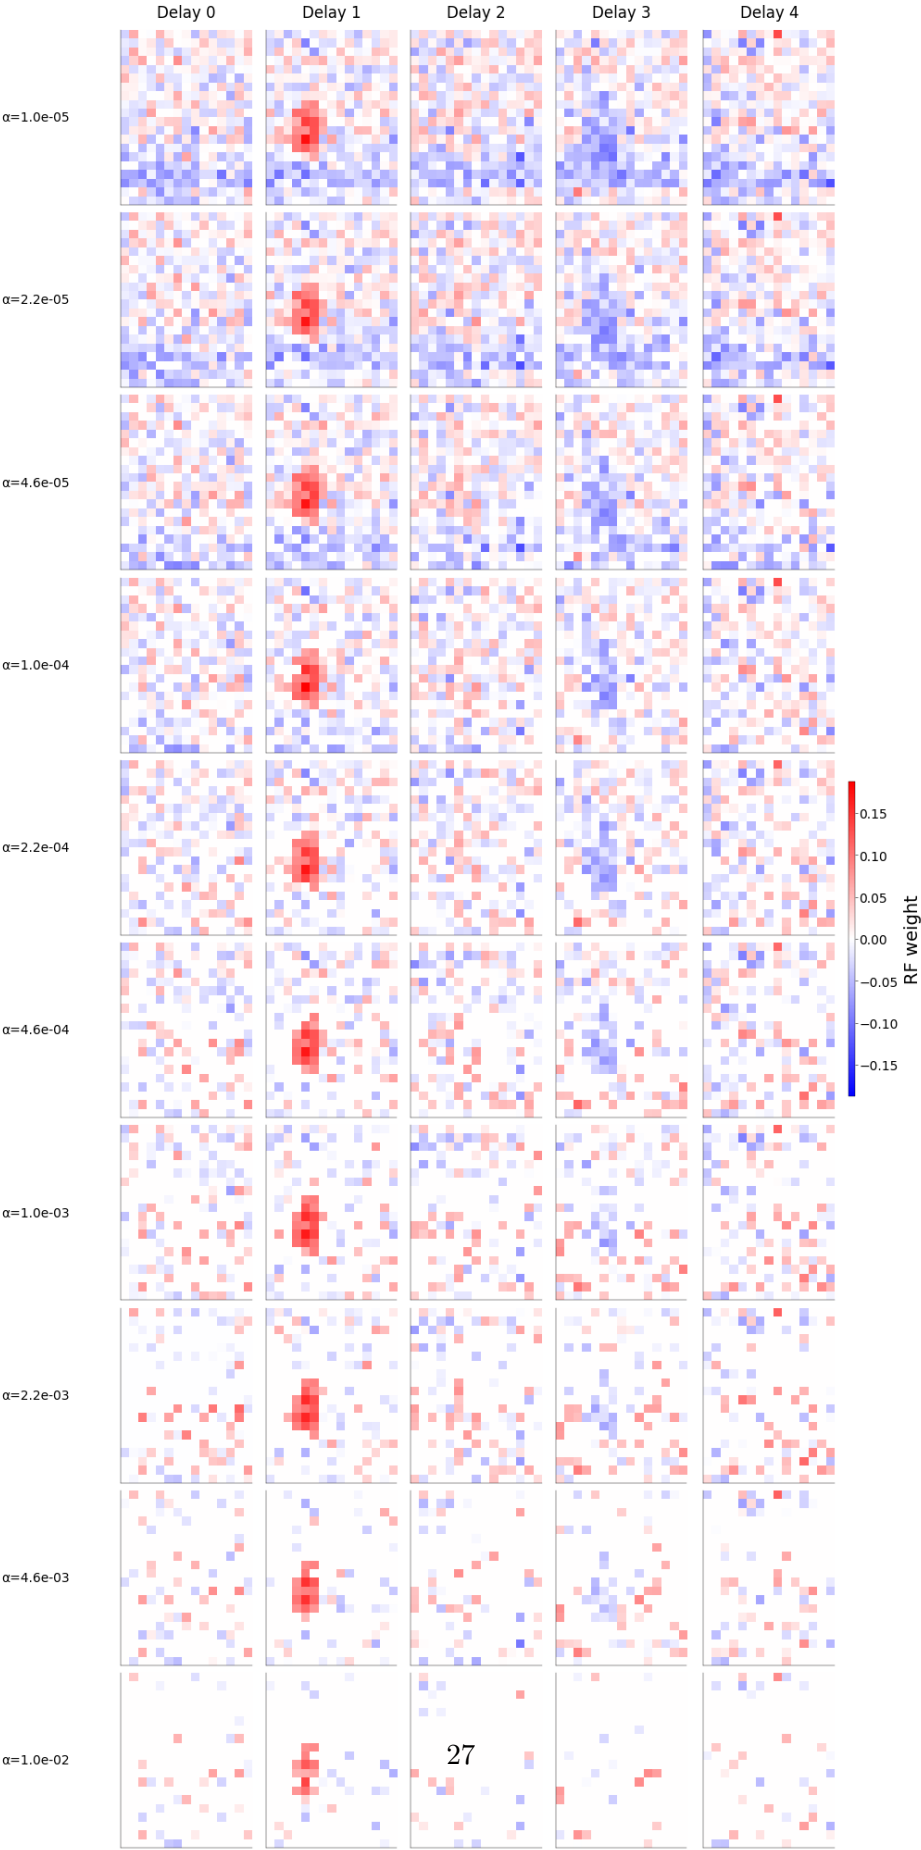 Delay 0 Delay 1 Delay 2 Delay 3 Delay 4
α=1.0e-05
α=2.2e-05
α=4.6e-05
α=1.0e-04
α=2.2e-04
0.15
0.10
0.05
0.00
−0.05
−0.10
−0.15
RF weight
α=4.6e-04
α=1.0e-03
α=2.2e-03
α=4.6e-03
α=1.0e-02
27